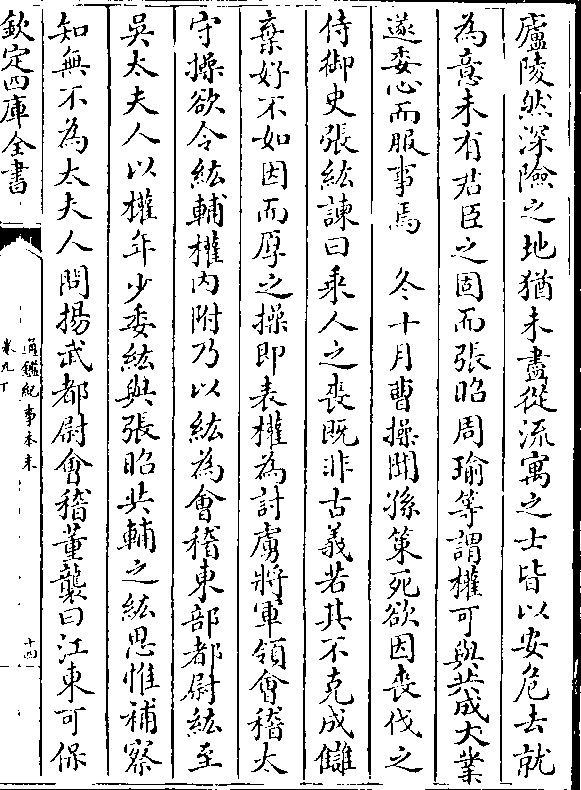 廬陵然深險之地猶未盡從流寓之士皆以安危去就
為意未有君臣之固而張昭周瑜等謂權可與共成大業
遂委心而服事焉　冬十月曹操聞孫策死欲因喪伐之
侍御史張紘諫曰乘人之喪既非古義若其不克成讎
棄好不如因而厚之操即表權為討虜將軍領會稽太
守操欲令紘輔權内附乃以紘為會稽東部都尉紘至
吳太夫人以權年少委紘與張昭共輔之紘思惟補察
知無不為太夫人問揚武都尉會稽董襲曰江東可保
欽定四庫全書
通鑑紀事本末
卷九下
十四